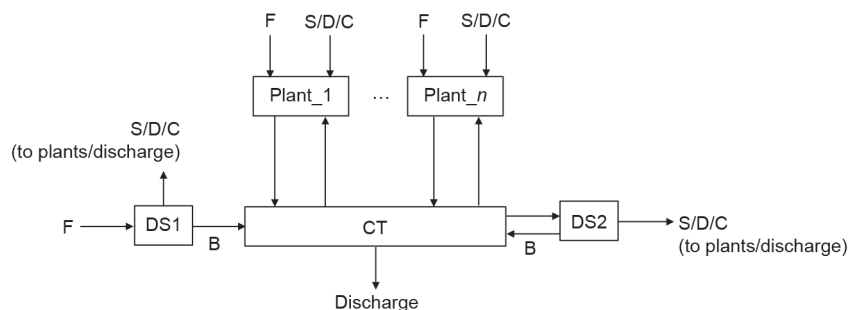 F S/D/C F S/D/C
Plant_1 ... Plant_n
S/D/C
(to plants/discharge)
F DS1 B CT B DS2 S/D/C
(to plants/discharge)
Discharge